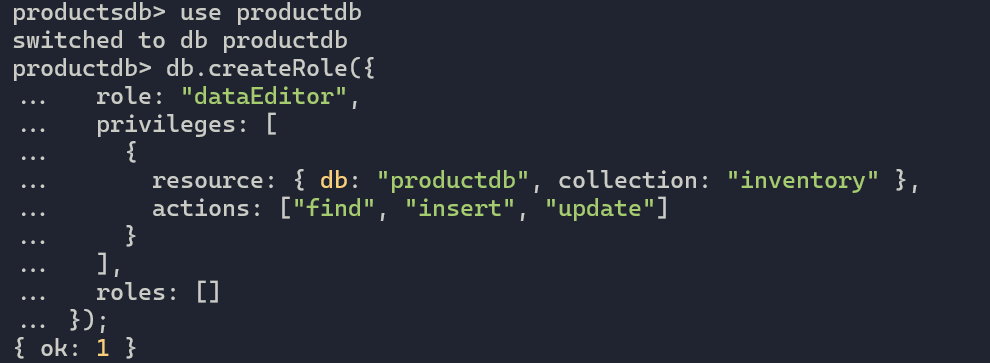 productsdb> use productdb
switched to db productdb
productdb> db.createRole({
...    role: "dataEditor",
...    privileges: [
...      {
...        resource: { db: "productdb", collection: "inventory" },
...        actions: ["find", "insert", "update"]
...      }
...    ],
...    roles: []
... });
{ ok: 1 }